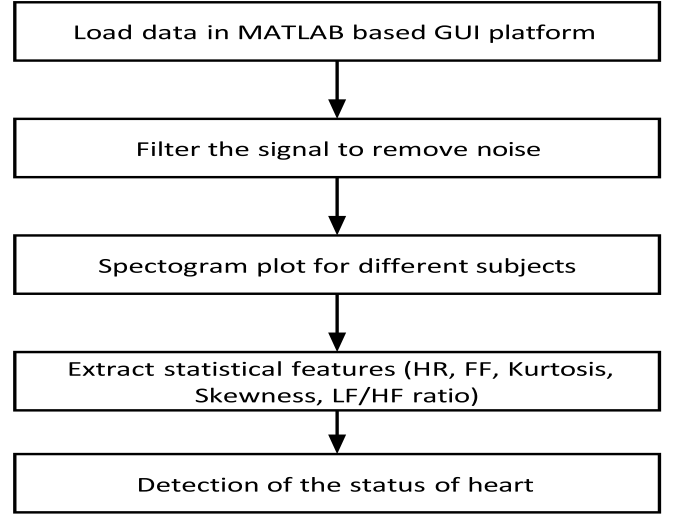 Load data in MATLAB based GUI platform
Filter the signal to remove noise
Spectogram plot for different subjects
Extract statistical features (HR, FF, Kurtosis,
Skewness, LF/HF ratio)
Detection of the status of heart